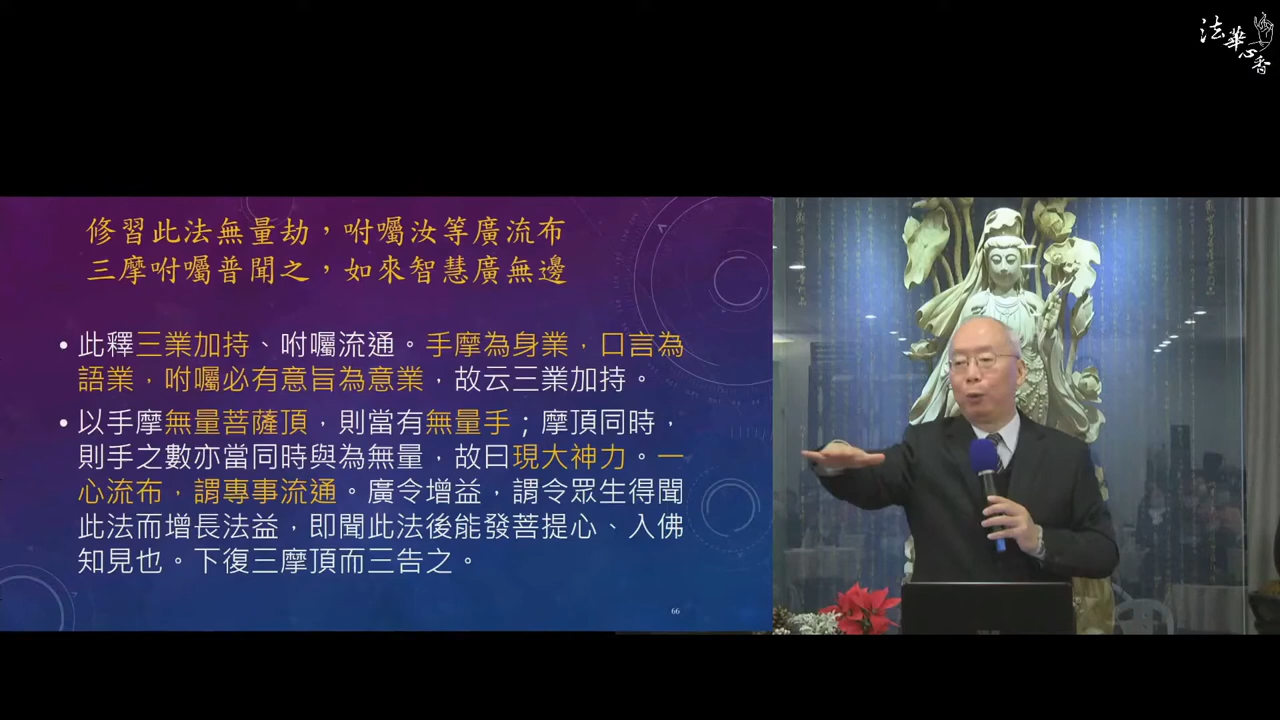 法華心香
修習此法無量劫，咐囑汝等廣流布
三摩咐囑普聞之，如來智慧廣無邊
• 此釋三業加持、咐囑流通。手摩為身業，口言為
語業，咐囑必有意旨為意業，故云三業加持。
• 以手摩無量菩薩頂，則當有無量手；摩頂同時，
則手之數亦當同時與為無量，故曰現大神力。一
心流布，謂專事流通。廣令增益，謂令眾生得聞
此法而增長法益，即聞此法後能發菩提心、入佛
知見也。下復三摩頂而三告之。
66